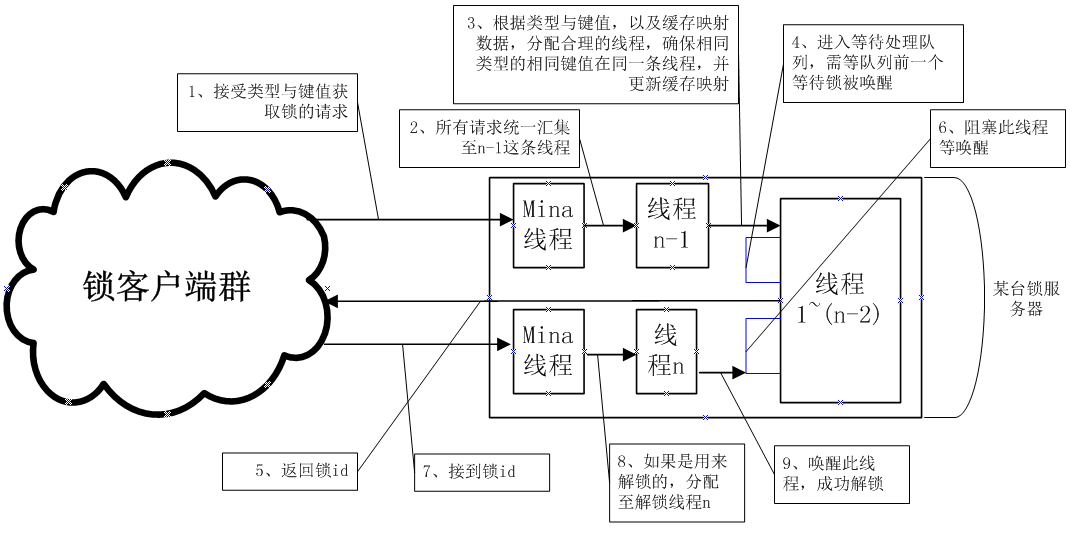 3、根据类型与键值，以及缓存映射
数据，分配合理的线程，确保相同
类型的相同键值在同一条线程，并
更新缓存映射
4、进入等待处理队
列，需等队列前一个
等待锁被唤醒
1、接受类型与键值获
取锁的请求
2、所有请求统一汇集
至n-1这条线程
6、阻塞此线程
等唤醒
Mina
线程
线程
n-1
锁客户端群
线程
1~(n-2)
某台锁服
务器
Mina
线程
线
程n
5、返回锁id
7、接到锁id
8、如果是用来
解锁的，分配
至解锁线程n
9、唤醒此线
程，成功解锁